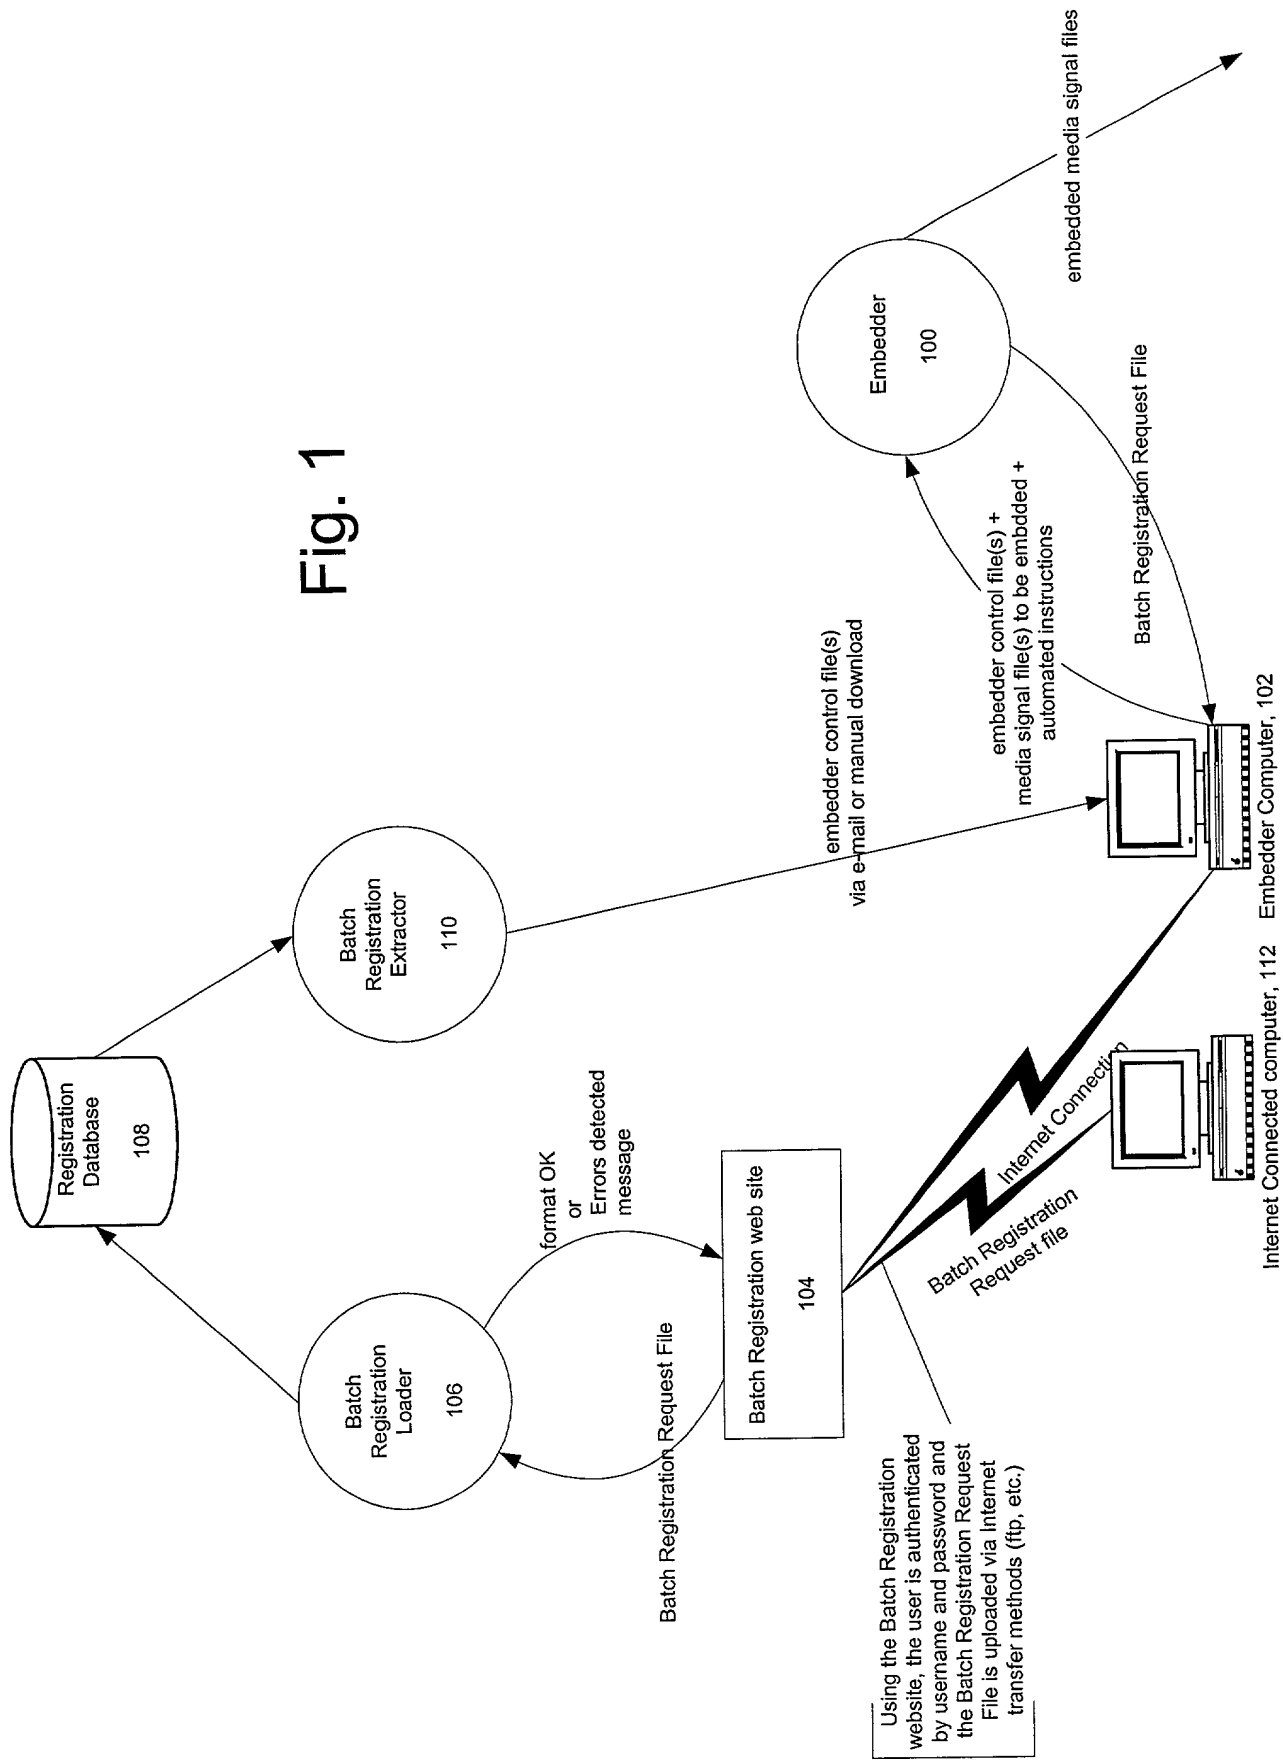 Fig. 1
Registration
Database
108
Batch
Registration
Loader
106
Batch
Registration
Extractor
110
format OK
or
Errors detected
message
Batch Registration Request File
Batch Registration web site
104
Using the Batch Registration
website, the user is authenticated
by username and password and
the Batch Registration Request
File is uploaded via Internet
transfer methods (ftp, etc.)
Internet Connection
Batch Registration
Request file
Internet Connected computer, 112
Embedder Computer, 102
embedder control file(s)
via e-mail or manual download
embedder control file(s) +
media signal file(s) to be embdded +
automated instructions
Batch Registration Request File
Embedder
100
embedded media signal files